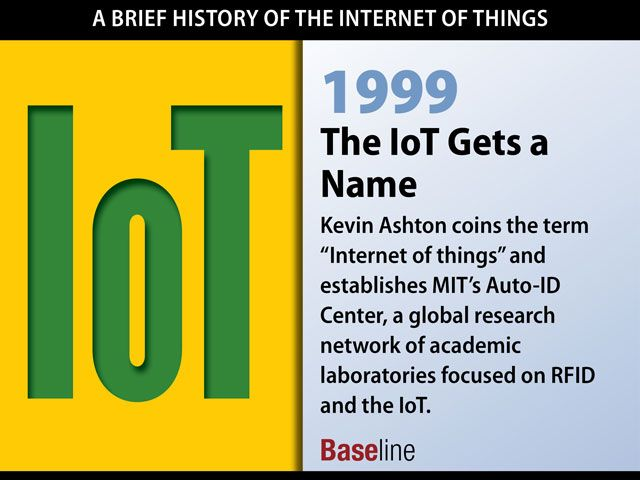 A BRIEF HISTORY OF THE INTERNET OF THINGS
IoT
1999
The IoT Gets a
Name
Kevin Ashton coins the term
“Internet of things” and
establishes MIT’s Auto-ID
Center, a global research
network of academic
laboratories focused on RFID
and the IoT.
Baseline